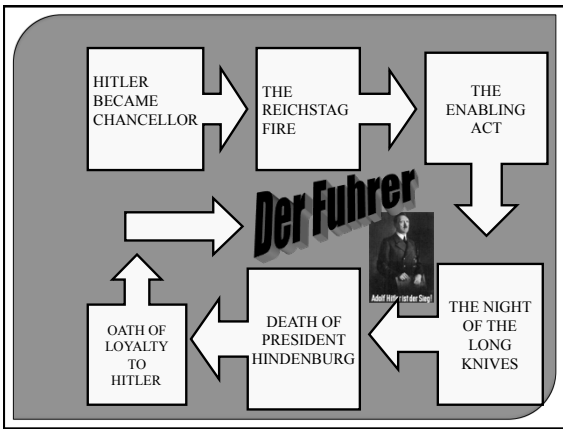 HITLER
BECAME
CHANCELLOR
THE
REICHSTAG
FIRE
THE
ENABLING
ACT
Der Fuhrer
Adolf Hitler ist der Sieg!
THE NIGHT
OF THE
LONG
KNIVES
DEATH OF
PRESIDENT
HINDENBURG
OATH OF
LOYALTY
TO
HITLER